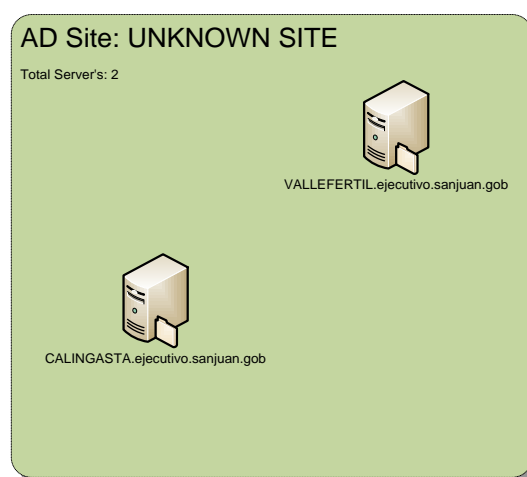 AD Site: UNKNOWN SITE
Total Server's: 2
VALLEFERTIL.ejecutivo.sanjuan.gob
CALINGASTA.ejecutivo.sanjuan.gob